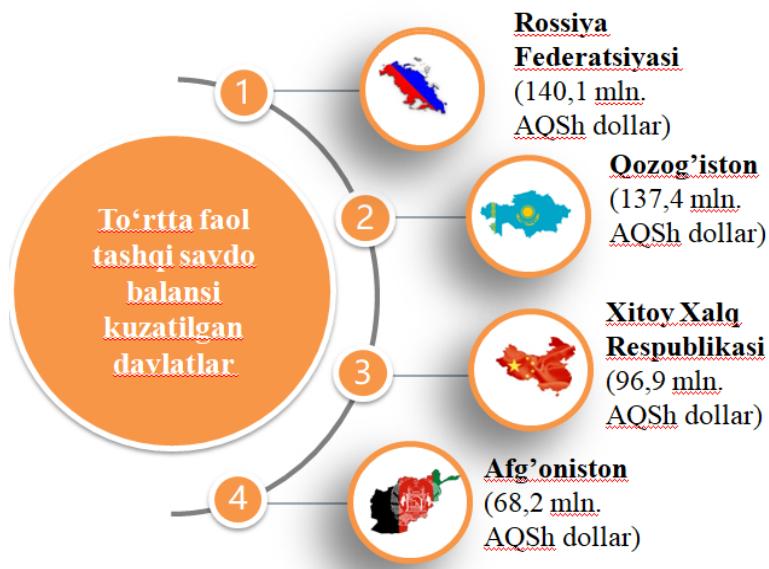 To‘rtta faol
tashqi savdo
balansi
kuzatilgan
davlatlar
1
Rossiya
Federatsiyasi
(140,1 mln.
AQSh dollar)
2
Qozog’iston
(137,4 mln.
AQSh dollar)
3
Xitoy Xalq
Respublikasi
(96,9 mln.
AQSh dollar)
4
Afg’oniston
(68,2 mln.
AQSh dollar)